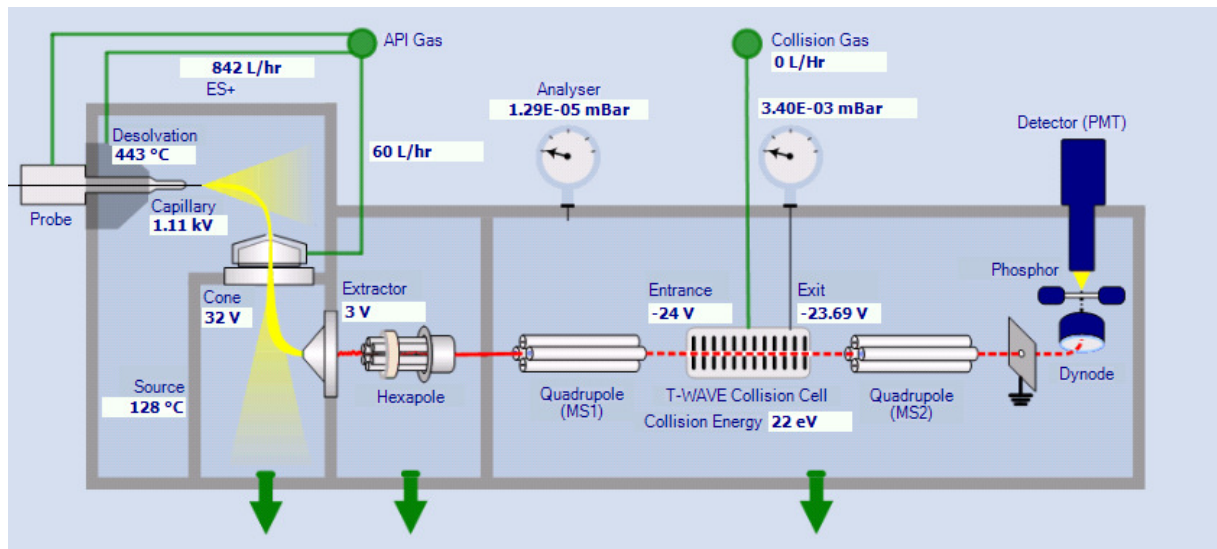 API Gas
842 L/hr
ES+
Collision Gas
0 L/Hr
Analyser
1.29E-05 mBar
3.40E-03 mBar
Detector (PMT)
Desolvation
443 °C
60 L/hr
Probe
Capillary
1.11 kV
Phosphor
Cone
32 V
Extractor
3 V
Entrance
-24 V
Exit
-23.69 V
Source
128 °C
Hexapole
Quadrupole
(MS1)
T-WAVE Collision Cell
Collision Energy 22 eV
Quadrupole
(MS2)
Dynode